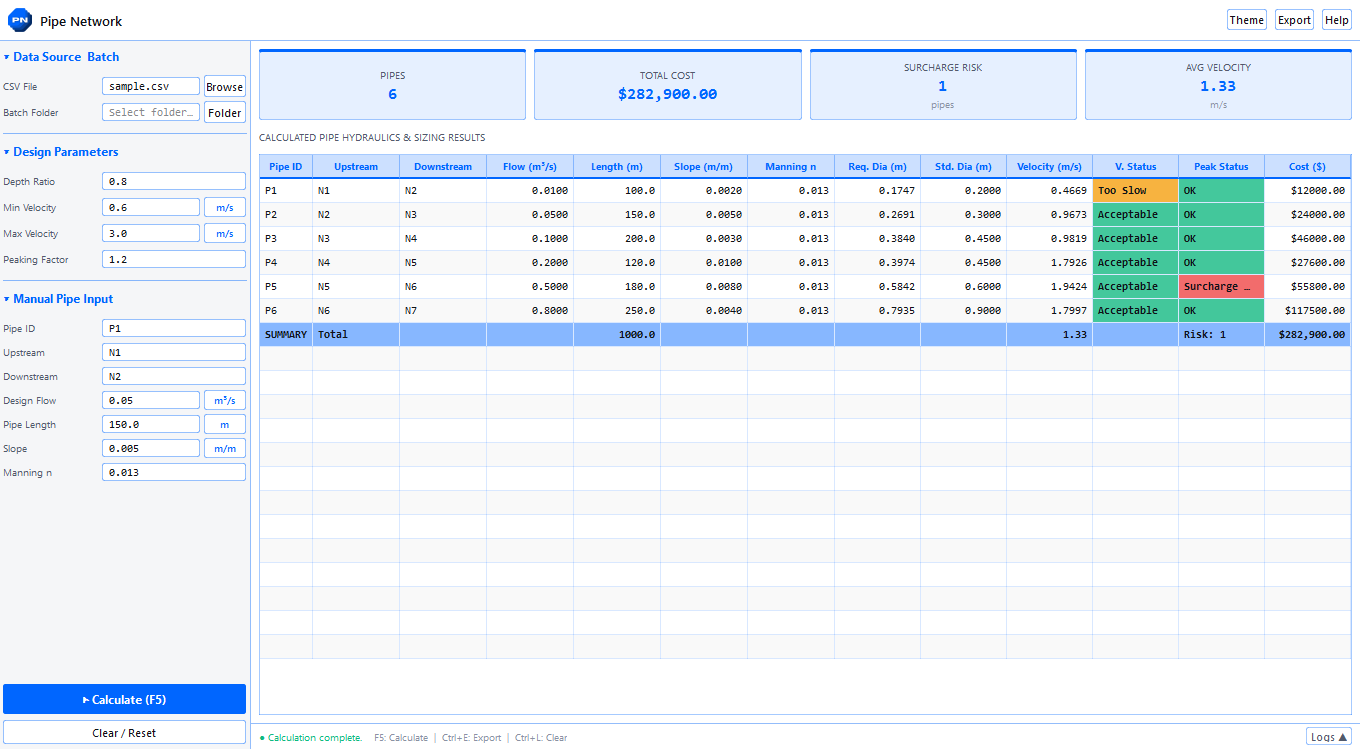 PN Pipe Network Theme Export Help
▾ Data Source Batch
CSV File sample.csv Browse
Batch Folder Select folder… Folder
▾ Design Parameters
Depth Ratio 0.8
Min Velocity 0.6 m/s
Max Velocity 3.0 m/s
Peaking Factor 1.2
▾ Manual Pipe Input
Pipe ID P1
Upstream N1
Downstream N2
Design Flow 0.05 m³/s
Pipe Length 150.0 m
Slope 0.005 m/m
Manning n 0.013
▶ Calculate (F5)
Clear / Reset
PIPES
6
TOTAL COST
$282,900.00
SURCHARGE RISK
1
pipes
AVG VELOCITY
1.33
m/s
CALCULATED PIPE HYDRAULICS & SIZING RESULTS
Pipe ID Upstream Downstream Flow (m³/s) Length (m) Slope (m/m) Manning n Req. Dia (m) Std. Dia (m) Velocity (m/s) V. Status Peak Status Cost ($)
P1 N1 N2 0.0100 100.0 0.0020 0.013 0.1747 0.2000 0.4669 Too Slow OK $12000.00
P2 N2 N3 0.0500 150.0 0.0050 0.013 0.2691 0.3000 0.9673 Acceptable OK $24000.00
P3 N3 N4 0.1000 200.0 0.0030 0.013 0.3840 0.4500 0.9819 Acceptable OK $46000.00
P4 N4 N5 0.2000 120.0 0.0100 0.013 0.3974 0.4500 1.7926 Acceptable OK $27600.00
P5 N5 N6 0.5000 180.0 0.0080 0.013 0.5842 0.6000 1.9424 Acceptable Surcharge … $55800.00
P6 N6 N7 0.8000 250.0 0.0040 0.013 0.7935 0.9000 1.7997 Acceptable OK $117500.00
SUMMARY Total 1000.0 1.33 Risk: 1 $282,900.00
● Calculation complete. F5: Calculate | Ctrl+E: Export | Ctrl+L: Clear Logs ▲